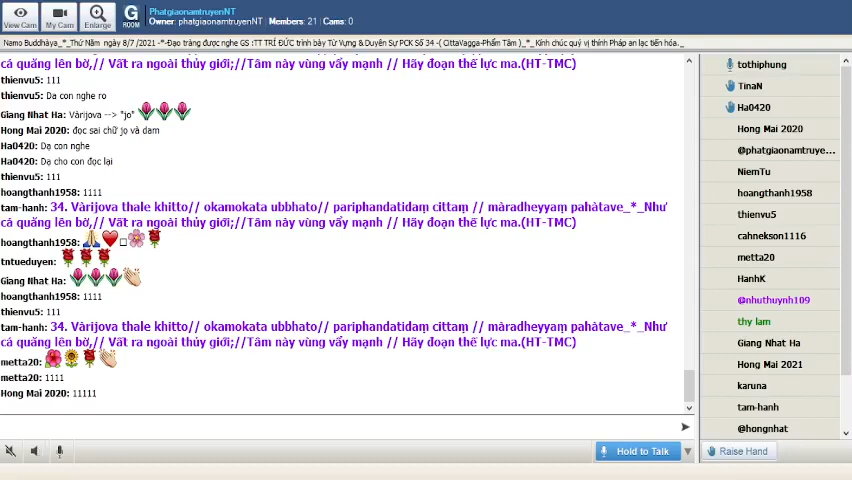 PhatgiaonamtruyenNT
Owner: phatgiaonamtruyenNT | Members: 21 | Cams: 0
View Cam
My Cam
Enlarge
G
ROOM
Namo Buddhàya_*_Thứ Năm ngày 8/7 /2021 -*-Đạo tràng được nghe GS :TT TRÍ ĐỨC trình bày Từ Vựng & Duyên Sự PCK Số 34 -( CittaVagga-Phẩm Tâm )_*_ Kính chúc quý vị thính Pháp an lạc tiến hóa._
cá quăng lên bờ,// Vất ra ngoài thủy giới;//Tâm này vùng vẫy mạnh // Hãy đoạn thế lực ma.(HT-TMC)
thienvu5: 111
thienvu5: Dạ con nghe ro
Giang Nhat Ha: Vàrijova --> "jo"
Hong Mai 2020: đọc sai chữ jo và dam
Ha0420: Dạ con nghe
Ha0420: Dạ cho con đọc lại
thienvu5: 111
hoangthanh1958: 1111
tam-hanh: 34. Vàrijova thale khitto// okamokata ubbhato// pariphandatidaṃ cittaṃ // màradheyyaṃ pahàtave_*_Như
cá quăng lên bờ,// Vất ra ngoài thủy giới;//Tâm này vùng vẫy mạnh // Hãy đoạn thế lực ma.(HT-TMC)
hoangthanh1958:
tntueduyen:
Giang Nhat Ha:
hoangthanh1958: 1111
thienvu5: 111
tam-hanh: 34. Vàrijova thale khitto// okamokata ubbhato// pariphandatidaṃ cittaṃ // màradheyyaṃ pahàtave_*_Như
cá quăng lên bờ,// Vất ra ngoài thủy giới;//Tâm này vùng vẫy mạnh // Hãy đoạn thế lực ma.(HT-TMC)
metta20:
metta20: 1111
Hong Mai 2020: 11111
Hold to Talk
tothiphung
TinaN
Ha0420
Hong Mai 2020
@phatgiaonamtruye...
NiemTu
hoangthanh1958
thienvu5
cahnekson1116
metta20
HanhK
@nhuthuynh109
thy lam
Giang Nhat Ha
Hong Mai 2021
karuna
tam-hanh
@hongnhat
Raise Hand